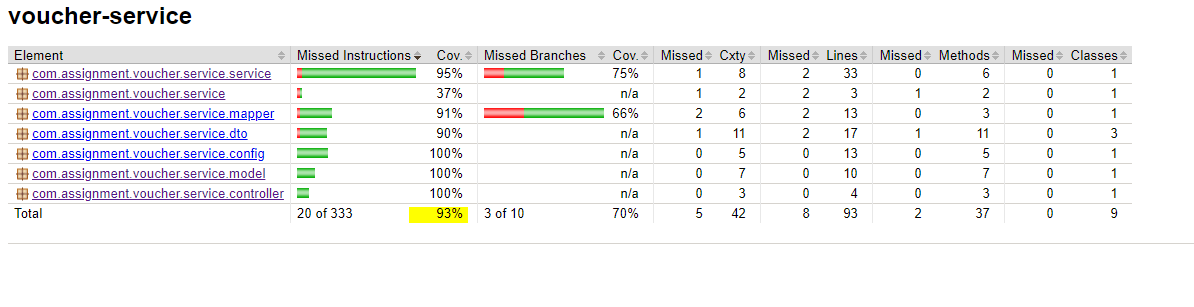 voucher-service
Element Missed Instructions Cov. Missed Branches Cov. Missed Cxty Missed Lines Missed Methods Missed Classes
com.assignment.voucher.service.service 95% 75% 1 8 2 33 0 6 0 1
com.assignment.voucher.service 37% n/a 1 2 2 3 1 2 0 1
com.assignment.voucher.service.mapper 91% 66% 2 6 2 13 0 3 0 1
com.assignment.voucher.service.dto 90% n/a 1 11 2 17 1 11 0 3
com.assignment.voucher.service.config 100% n/a 0 5 0 13 0 5 0 1
com.assignment.voucher.service.model 100% n/a 0 7 0 10 0 7 0 1
com.assignment.voucher.service.controller 100% n/a 0 3 0 4 0 3 0 1
Total 20 of 333 93% 3 of 10 70% 5 42 8 93 2 37 0 9